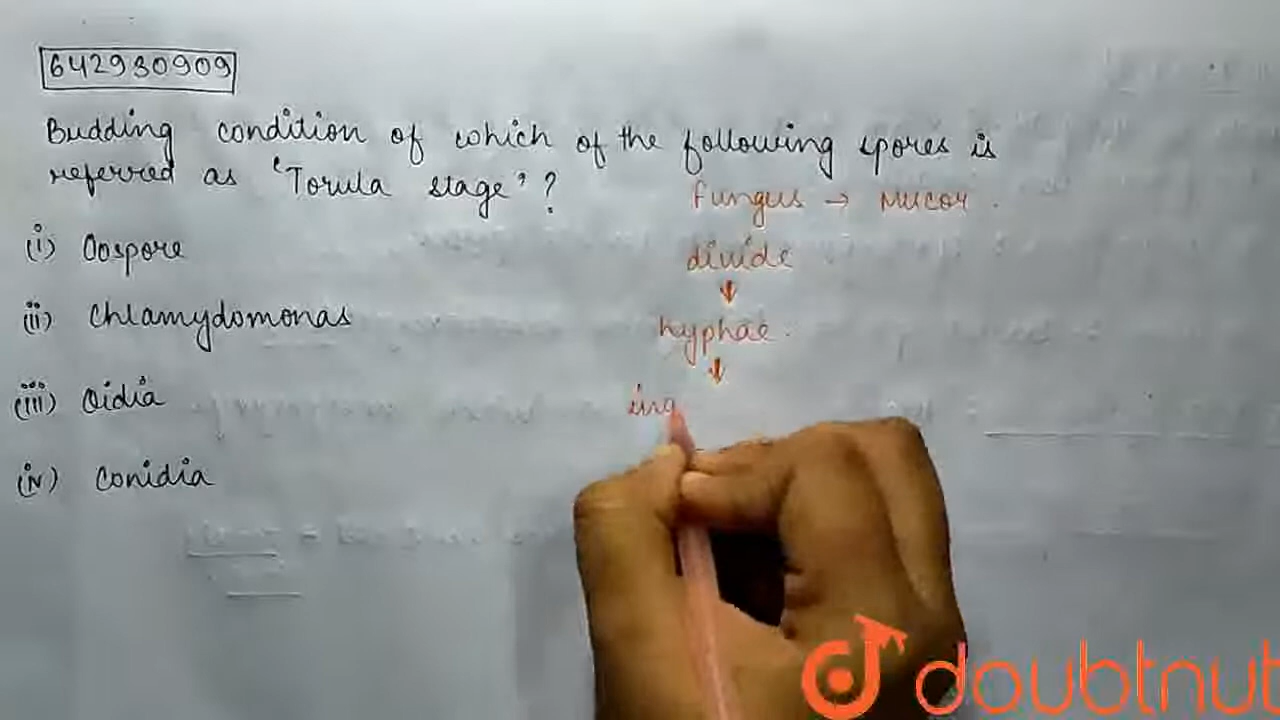 642930909
Budding condition of which of the following spores is
referred as 'Torula stage'?
fungus → Mucor.
(i) Oospore
divide
(ii) Chlamydomonas
hyphae.
(iii) Oidia
(iv) Conidia
doubtnut